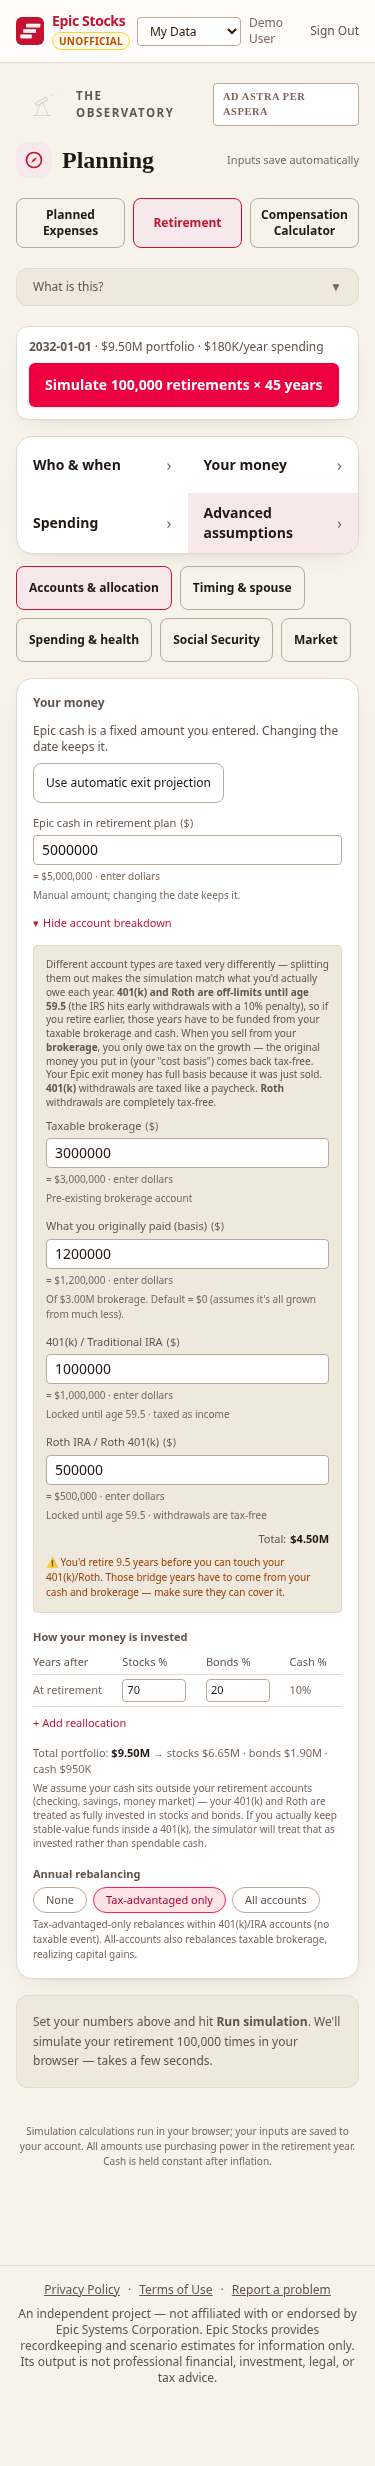 Epic Stocks
UNOFFICIAL
My Data
Demo User
Sign Out
THE OBSERVATORY
AD ASTRA PER ASPERA
Planning
Inputs save automatically
Planned Expenses
Retirement
Compensation Calculator
What is this?
▼
2032-01-01 · $9.50M portfolio · $180K/year spending
Simulate 100,000 retirements × 45 years
Who & when ›
Your money ›
Spending ›
Advanced assumptions ›
Accounts & allocation
Timing & spouse
Spending & health
Social Security
Market
Your money
Epic cash is a fixed amount you entered. Changing the
date keeps it.
Use automatic exit projection
Epic cash in retirement plan ($)
5000000
= $5,000,000 · enter dollars
Manual amount; changing the date keeps it.
▾ Hide account breakdown
Different account types are taxed very differently — splitting
them out makes the simulation match what you'd actually
owe each year. 401(k) and Roth are off-limits until age
59.5 (the IRS hits early withdrawals with a 10% penalty), so if
you retire earlier, those years have to be funded from your
taxable brokerage and cash. When you sell from your
brokerage, you only owe tax on the growth — the original
money you put in (your "cost basis") comes back tax-free.
Your Epic exit money has full basis because it was just sold.
401(k) withdrawals are taxed like a paycheck. Roth
withdrawals are completely tax-free.
Taxable brokerage ($)
3000000
= $3,000,000 · enter dollars
Pre-existing brokerage account
What you originally paid (basis) ($)
1200000
= $1,200,000 · enter dollars
Of $3.00M brokerage. Default = $0 (assumes it's all grown
from much less).
401(k) / Traditional IRA ($)
1000000
= $1,000,000 · enter dollars
Locked until age 59.5 · taxed as income
Roth IRA / Roth 401(k) ($)
500000
= $500,000 · enter dollars
Locked until age 59.5 · withdrawals are tax-free
Total: $4.50M
⚠️ You'd retire 9.5 years before you can touch your
401(k)/Roth. Those bridge years have to come from your
cash and brokerage — make sure they can cover it.
How your money is invested
Years after Stocks % Bonds % Cash %
At retirement 70 20 10%
+ Add reallocation
Total portfolio: $9.50M → stocks $6.65M · bonds $1.90M ·
cash $950K
We assume your cash sits outside your retirement accounts
(checking, savings, money market) — your 401(k) and Roth are
treated as fully invested in stocks and bonds. If you actually keep
stable-value funds inside a 401(k), the simulator will treat that as
invested rather than spendable cash.
Annual rebalancing
None
Tax-advantaged only
All accounts
Tax-advantaged-only rebalances within 401(k)/IRA accounts (no
taxable event). All-accounts also rebalances taxable brokerage,
realizing capital gains.
Set your numbers above and hit Run simulation. We'll
simulate your retirement 100,000 times in your
browser — takes a few seconds.
Simulation calculations run in your browser; your inputs are saved to
your account. All amounts use purchasing power in the retirement year.
Cash is held constant after inflation.
Privacy Policy · Terms of Use · Report a problem
An independent project — not affiliated with or endorsed by
Epic Systems Corporation. Epic Stocks provides
recordkeeping and scenario estimates for information only.
Its output is not professional financial, investment, legal, or
tax advice.